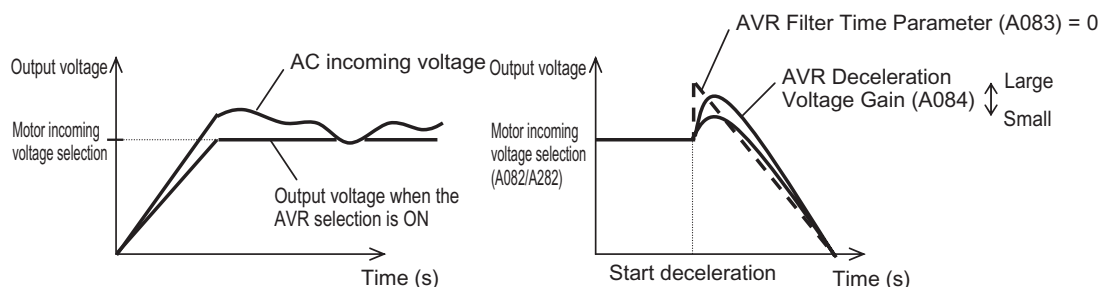 Output voltage
AC incoming voltage
Motor incoming
voltage selection
Output voltage when the
AVR selection is ON
Time (s)
AVR Filter Time Parameter (A083) = 0
Output voltage
AVR Deceleration
Voltage Gain (A084)
Large
Small
Motor incoming
voltage selection
(A082/A282)
Start deceleration
Time (s)